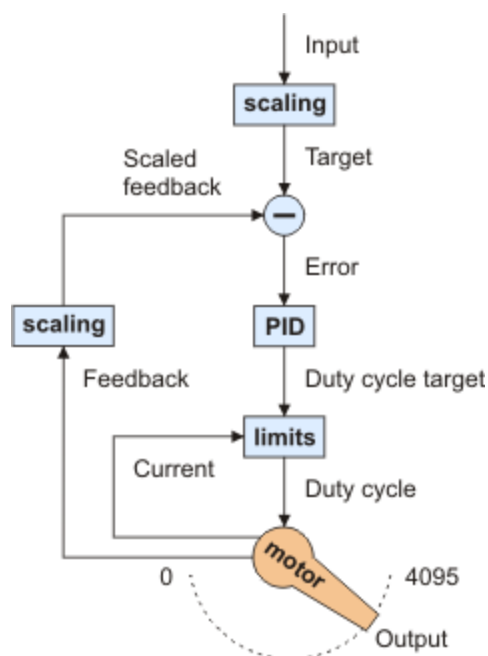 Input
scaling
Target
Scaled
feedback
−
Error
scaling
PID
Feedback
Duty cycle target
limits
Current
Duty cycle
motor
0
4095
Output